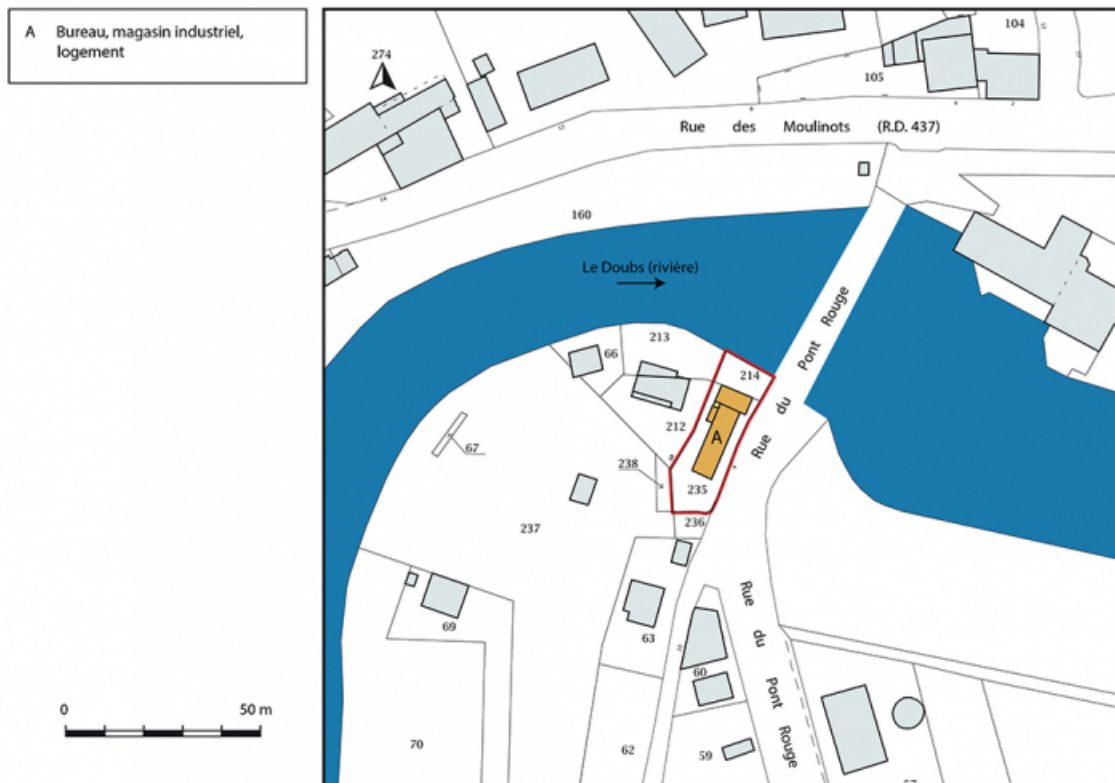 A Bureau, magasin industriel,
logement
104
274
105
Rue des Moulinots (R.D. 437)
160
Le Doubs (rivière)
Rue du Pont Rouge
213
66
214
212
A
67
238
235
236
237
69
63
Rue du Pont Rouge
60
0 50 m
70
62
59
57